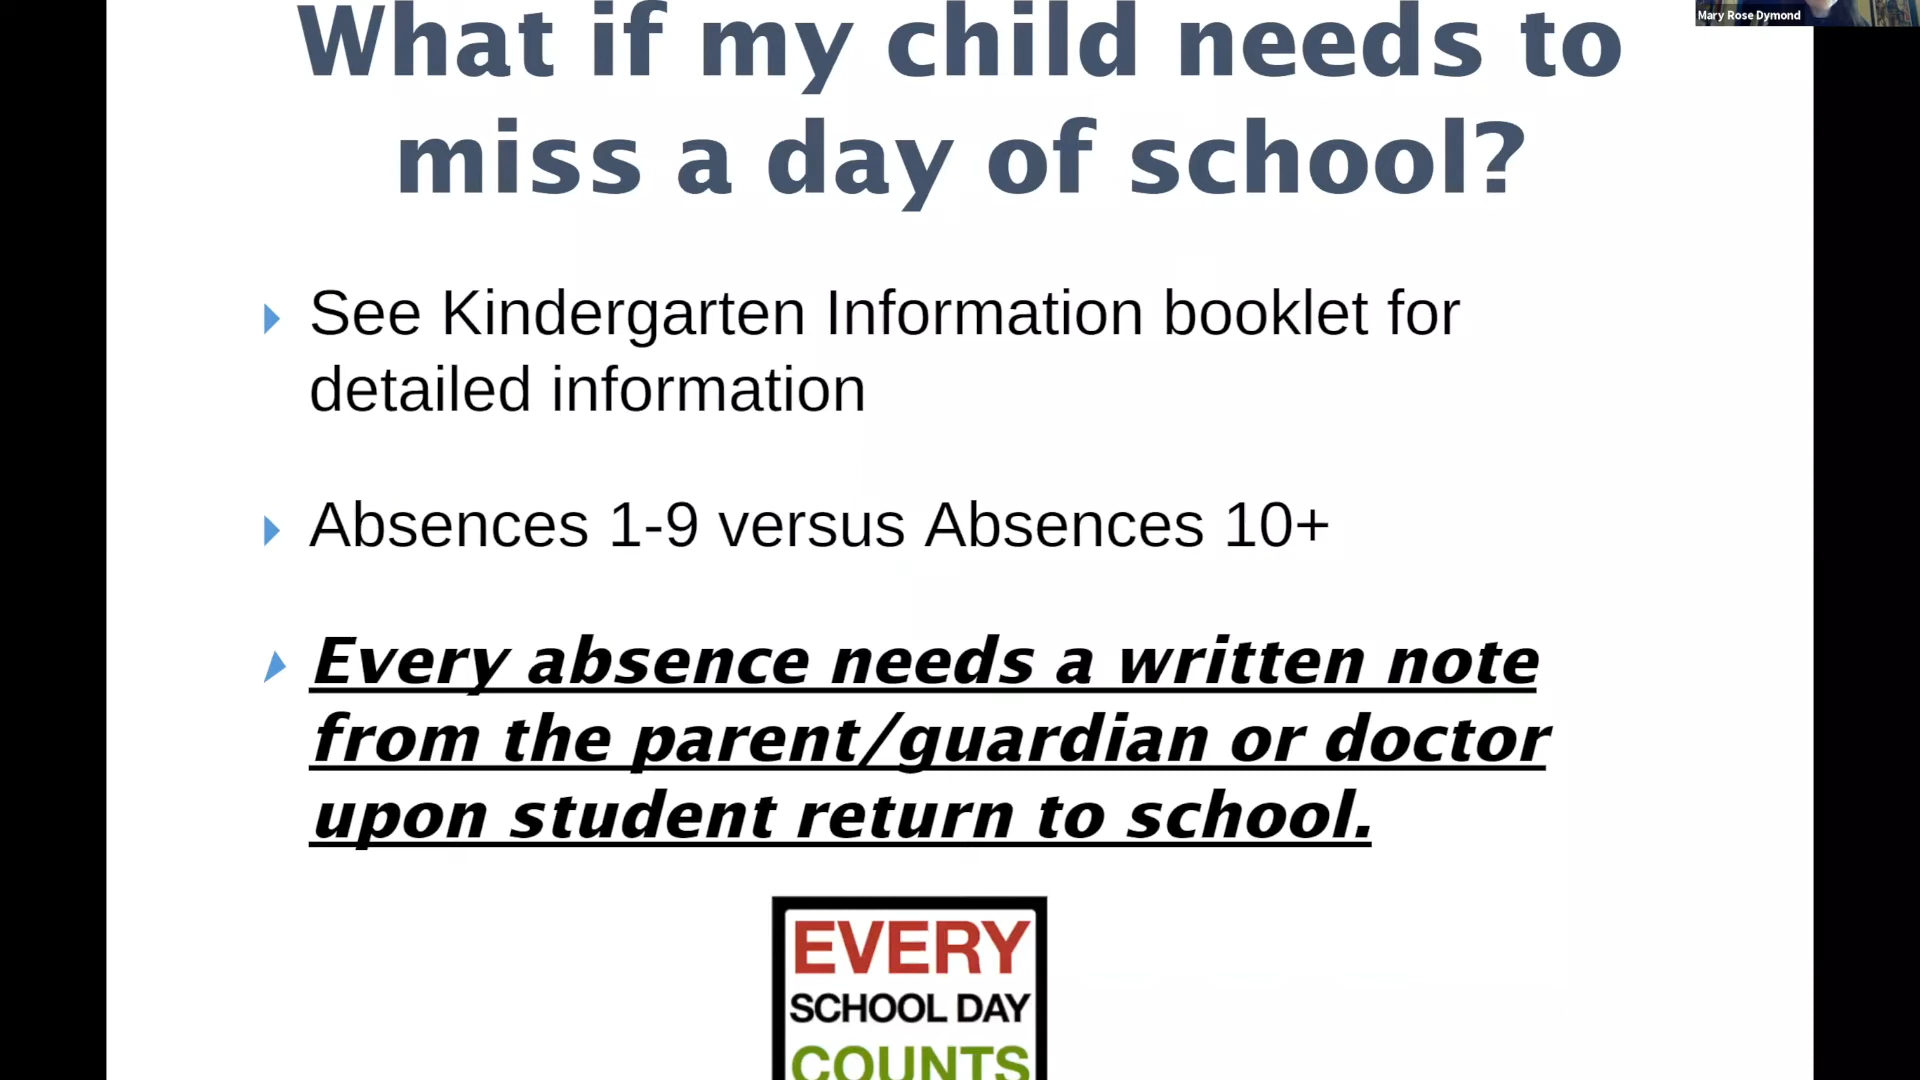 What if my child needs to
Mary Rose Dymond
miss a day of school?
See Kindergarten Information booklet for
detailed information
Absences 1-9 versus Absences 10+
Every absence needs a written note
from the parent/guardian or doctor
upon student return to school.
EVERY
SCHOOL DAY
COUNTS